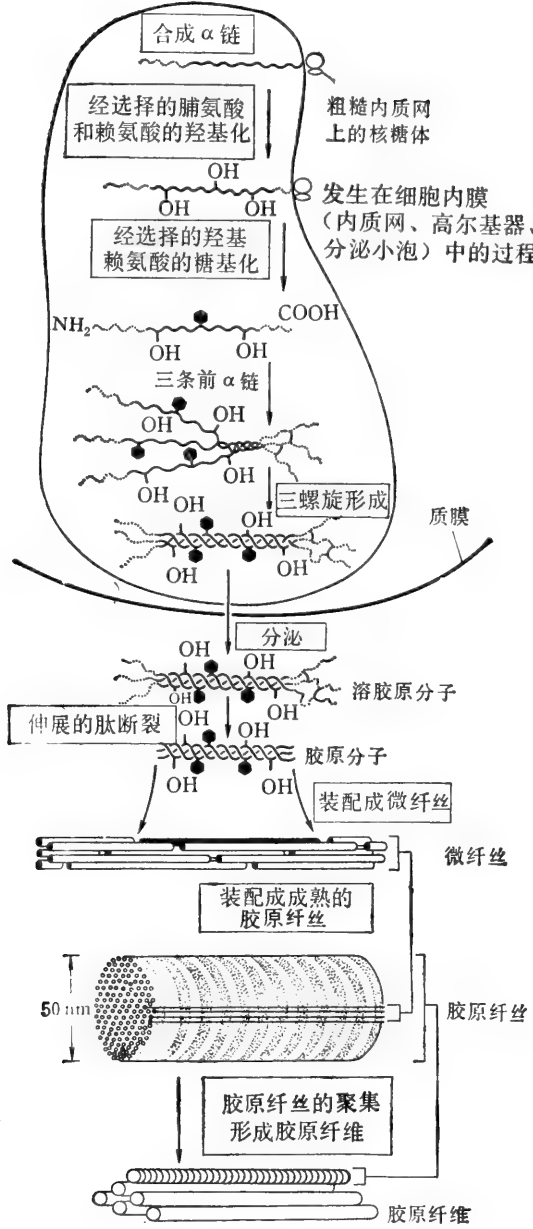 合成α链
粗糙内质网
上的核糖体
经选择的脯氨酸
和赖氨酸的羟基化
OH
OH
OH
发生在细胞内膜
(内质网、高尔基器、
分泌小泡)中的过程
经选择的羟基
赖氨酸的糖基化
NH₂
COOH
OH
OH
三条前α链
OH
OH
OH
OH
三螺旋形成
OH
OH
OH
OH
质膜
分泌
OH
OH
OH
OH
溶胶原分子
伸展的肽断裂
OH
OH
OH
OH
胶原分子
装配成微纤丝
微纤丝
装配成成熟的
胶原纤丝
50 nm
胶原纤丝
胶原纤丝的聚集
形成胶原纤维
胶原纤维